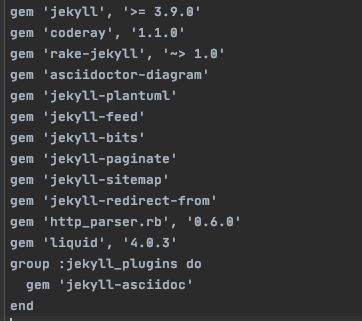 gem 'jekyll', '>= 3.9.0'
gem 'coderay', '1.1.0'
gem 'rake-jekyll', '~> 1.0'
gem 'asciidoctor-diagram'
gem 'jekyll-plantuml'
gem 'jekyll-feed'
gem 'jekyll-bits'
gem 'jekyll-paginate'
gem 'jekyll-sitemap'
gem 'jekyll-redirect-from'
gem 'http_parser.rb', '0.6.0'
gem 'liquid', '4.0.3'
group :jekyll_plugins do
  gem 'jekyll-asciidoc'
end